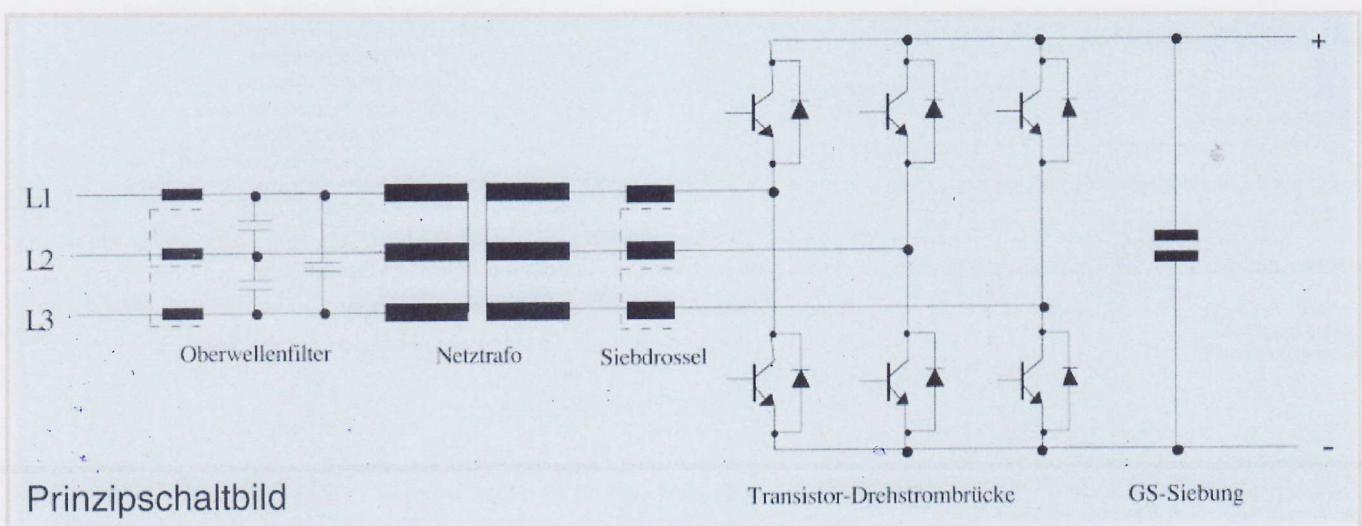 +
L1
L2
L3
Oberwellenfilter
Netztrafo
Siebdrossel
-
Prinzipschaltbild
Transistor-Drehstrombrücke
GS-Siebung